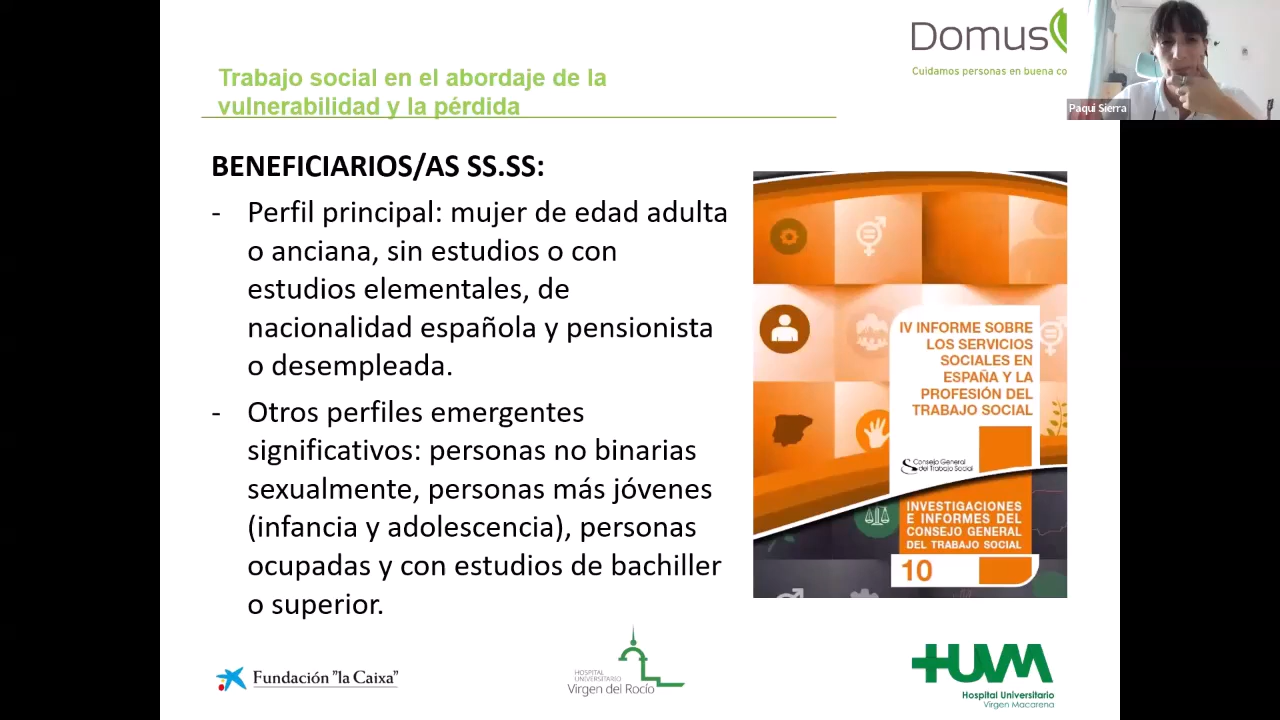 Domus
Cuidamos personas en buena co
Paqui Sierra
Trabajo social en el abordaje de la
vulnerabilidad y la pérdida
BENEFICIARIOS/AS SS.SS:
- Perfil principal: mujer de edad adulta
o anciana, sin estudios o con
estudios elementales, de
nacionalidad española y pensionista
o desempleada.
- Otros perfiles emergentes
significativos: personas no binarias
sexualmente, personas más jóvenes
(infancia y adolescencia), personas
ocupadas y con estudios de bachiller
o superior.
IV INFORME SOBRE
LOS SERVICIOS
SOCIALES EN
ESPAÑA Y LA
PROFESIÓN DEL
TRABAJO SOCIAL
Consejo General
del Trabajo Social
INVESTIGACIONES
E INFORMES DEL
CONSEJO GENERAL
DEL TRABAJO SOCIAL
10
Fundación "la Caixa"
HOSPITAL
UNIVERSITARIO
Virgen del Rocío
HUVM
Hospital Universitario
Virgen Macarena